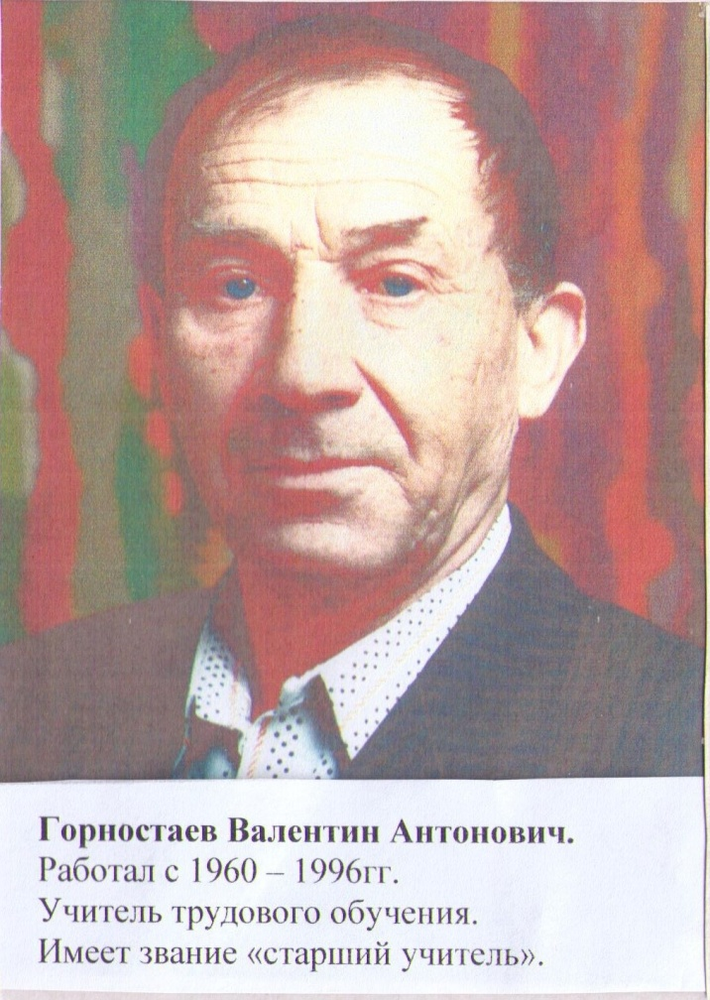 Горностаев Валентин Антонович.
Работал с 1960 – 1996гг.
Учитель трудового обучения.
Имеет звание «старший учитель».